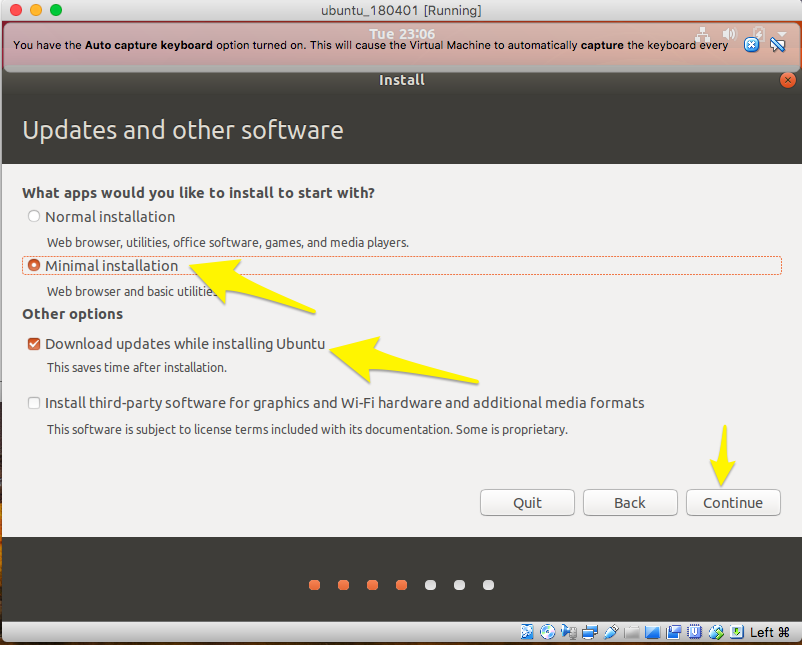 ubuntu_180401 [Running]
Tue 23:06
You have the Auto capture keyboard option turned on. This will cause the Virtual Machine to automatically capture the keyboard every
Install
Updates and other software
What apps would you like to install to start with?
Normal installation
Web browser, utilities, office software, games, and media players.
Minimal installation
Web browser and basic utilities
Other options
Download updates while installing Ubuntu
This saves time after installation.
Install third-party software for graphics and Wi-Fi hardware and additional media formats
This software is subject to license terms included with its documentation. Some is proprietary.
Quit Back Continue
Left ⌘